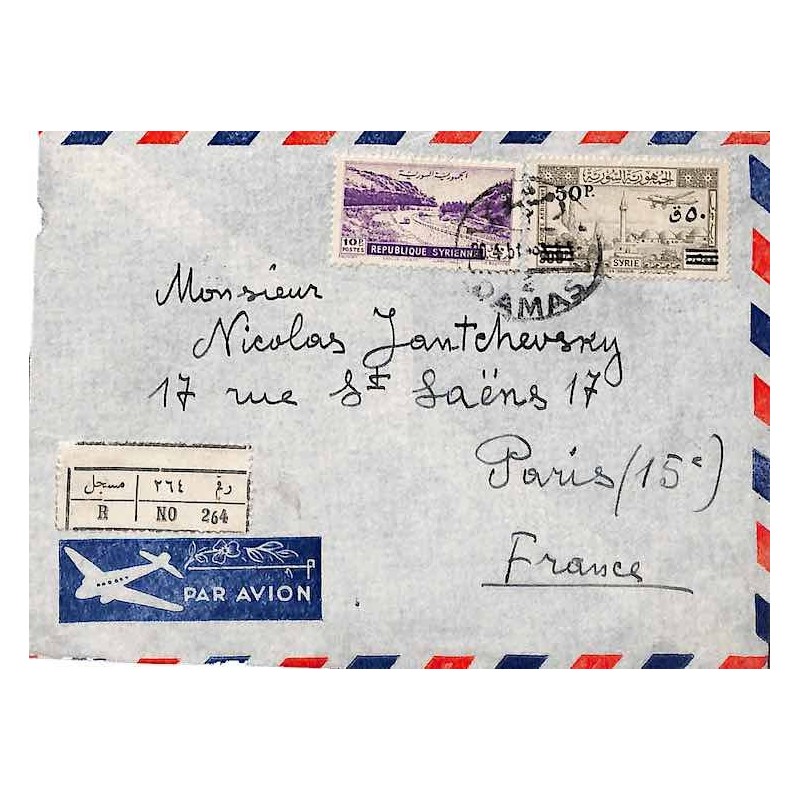 الجمهورية السورية
10P.
POSTES
REPUBLIQUE SYRIENNE
الجمهورية السورية
50P.
٥٠ق
SYRIE
DAMAS
Monsieur
Nicolas Jantchevsky
17 rue St Saëns 17
Paris (15e)
France
مسجل ٢٦٤ رقم
R NO 264
PAR AVION